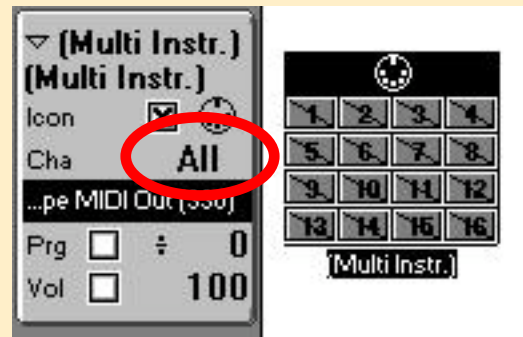 ▽ (Multi Instr.)
(Multi Instr.)
Icon
Cha All
...pe MIDI Out
Prg ÷ 0
Vol 100
1 2 3 4
5 6 7 8
9 10 11 12
13 14 15 16
(Multi Instr.)